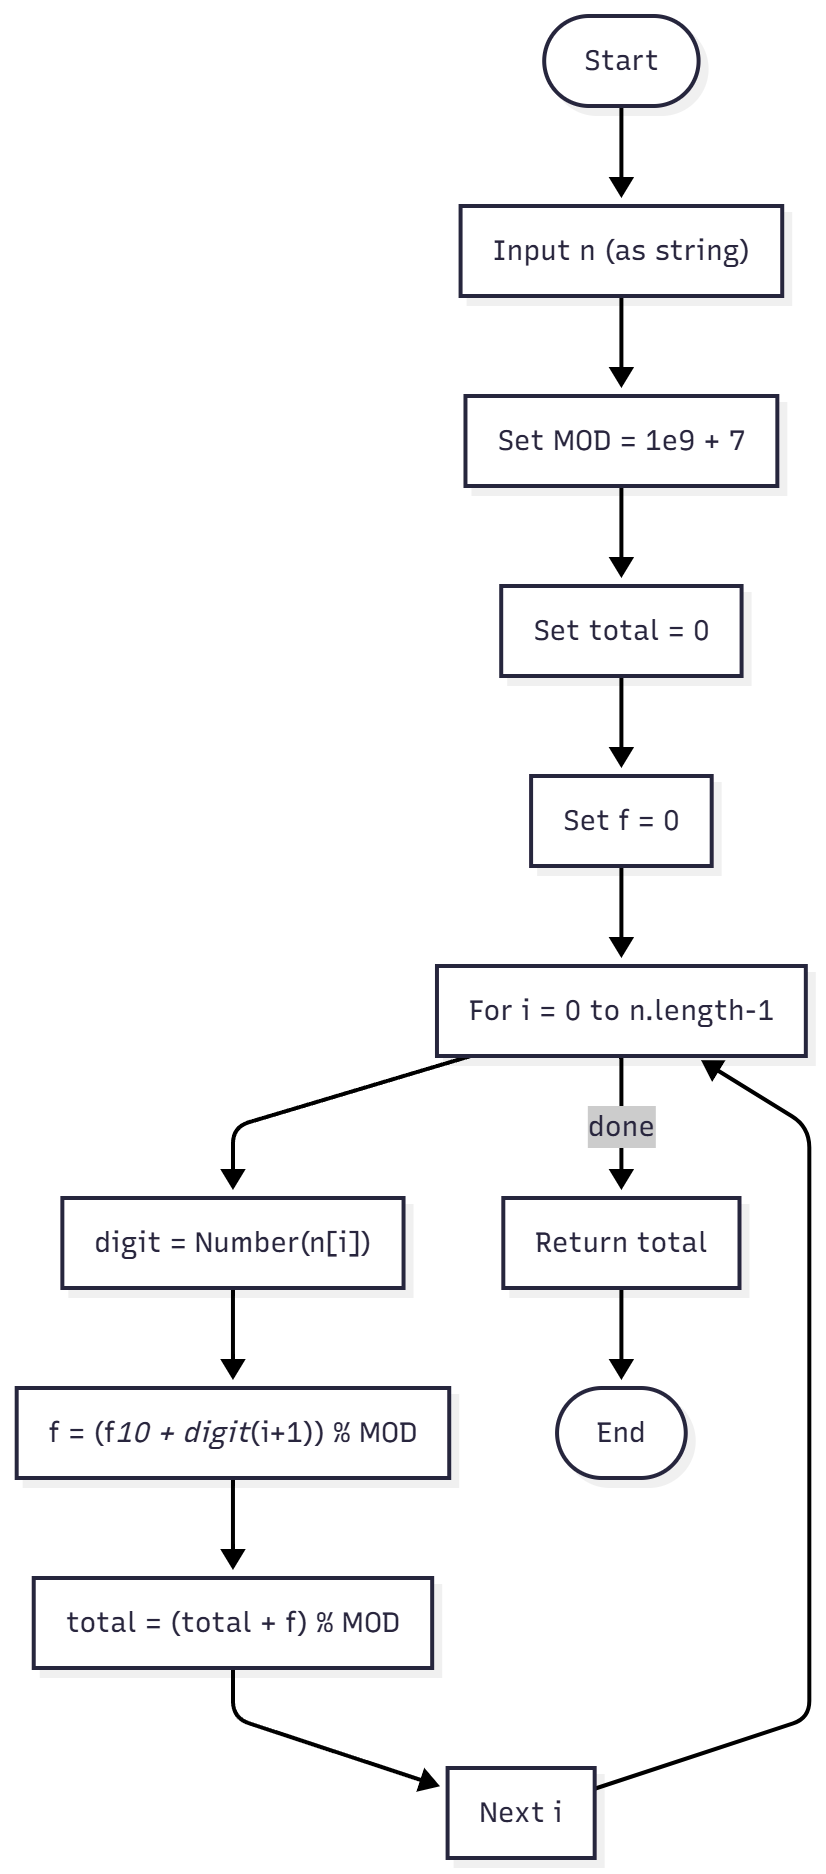 Start
Input n (as string)
Set MOD = 1e9 + 7
Set total = 0
Set f = 0
For i = 0 to n.length-1
done
digit = Number(n[i])
Return total
f = (f10 + digit(i+1)) % MOD
End
total = (total + f) % MOD
Next i